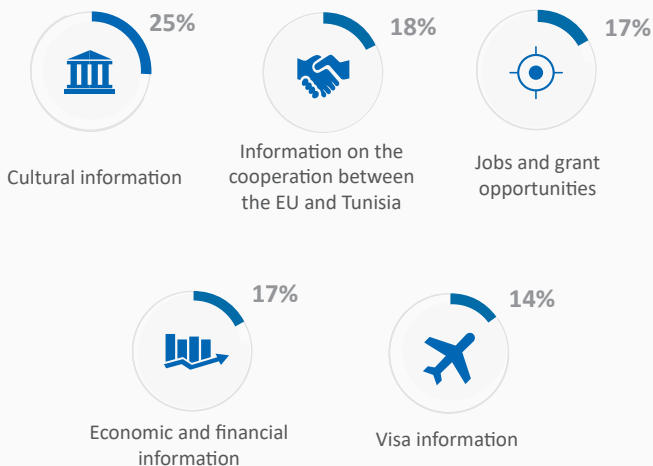 25%
Cultural information
18%
Information on the
cooperation between
the EU and Tunisia
17%
Jobs and grant
opportunities
17%
Economic and financial
information
14%
Visa information